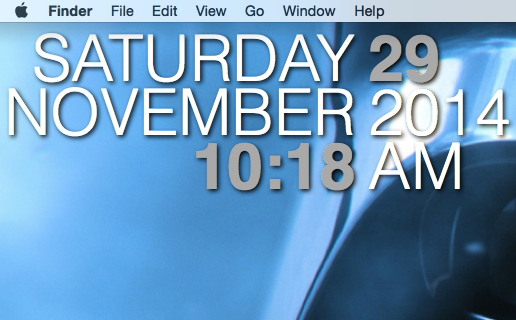 Finder File Edit View Go Window Help
SATURDAY 29
NOVEMBER 2014
10:18 AM